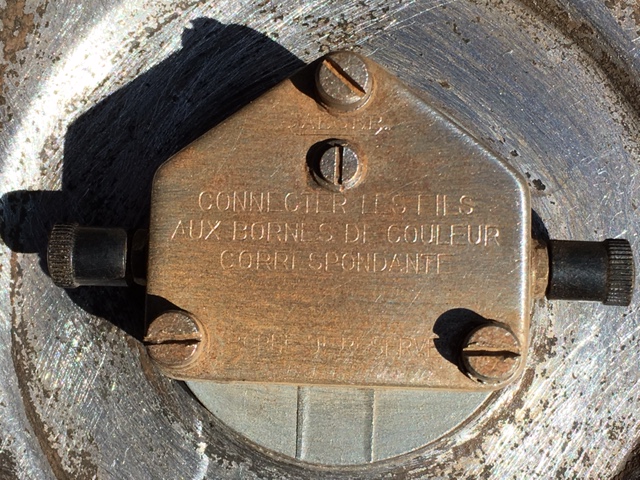 CONNECTER LES FILS
AUX BORNES DE COULEUR
CORRESPONDANTE